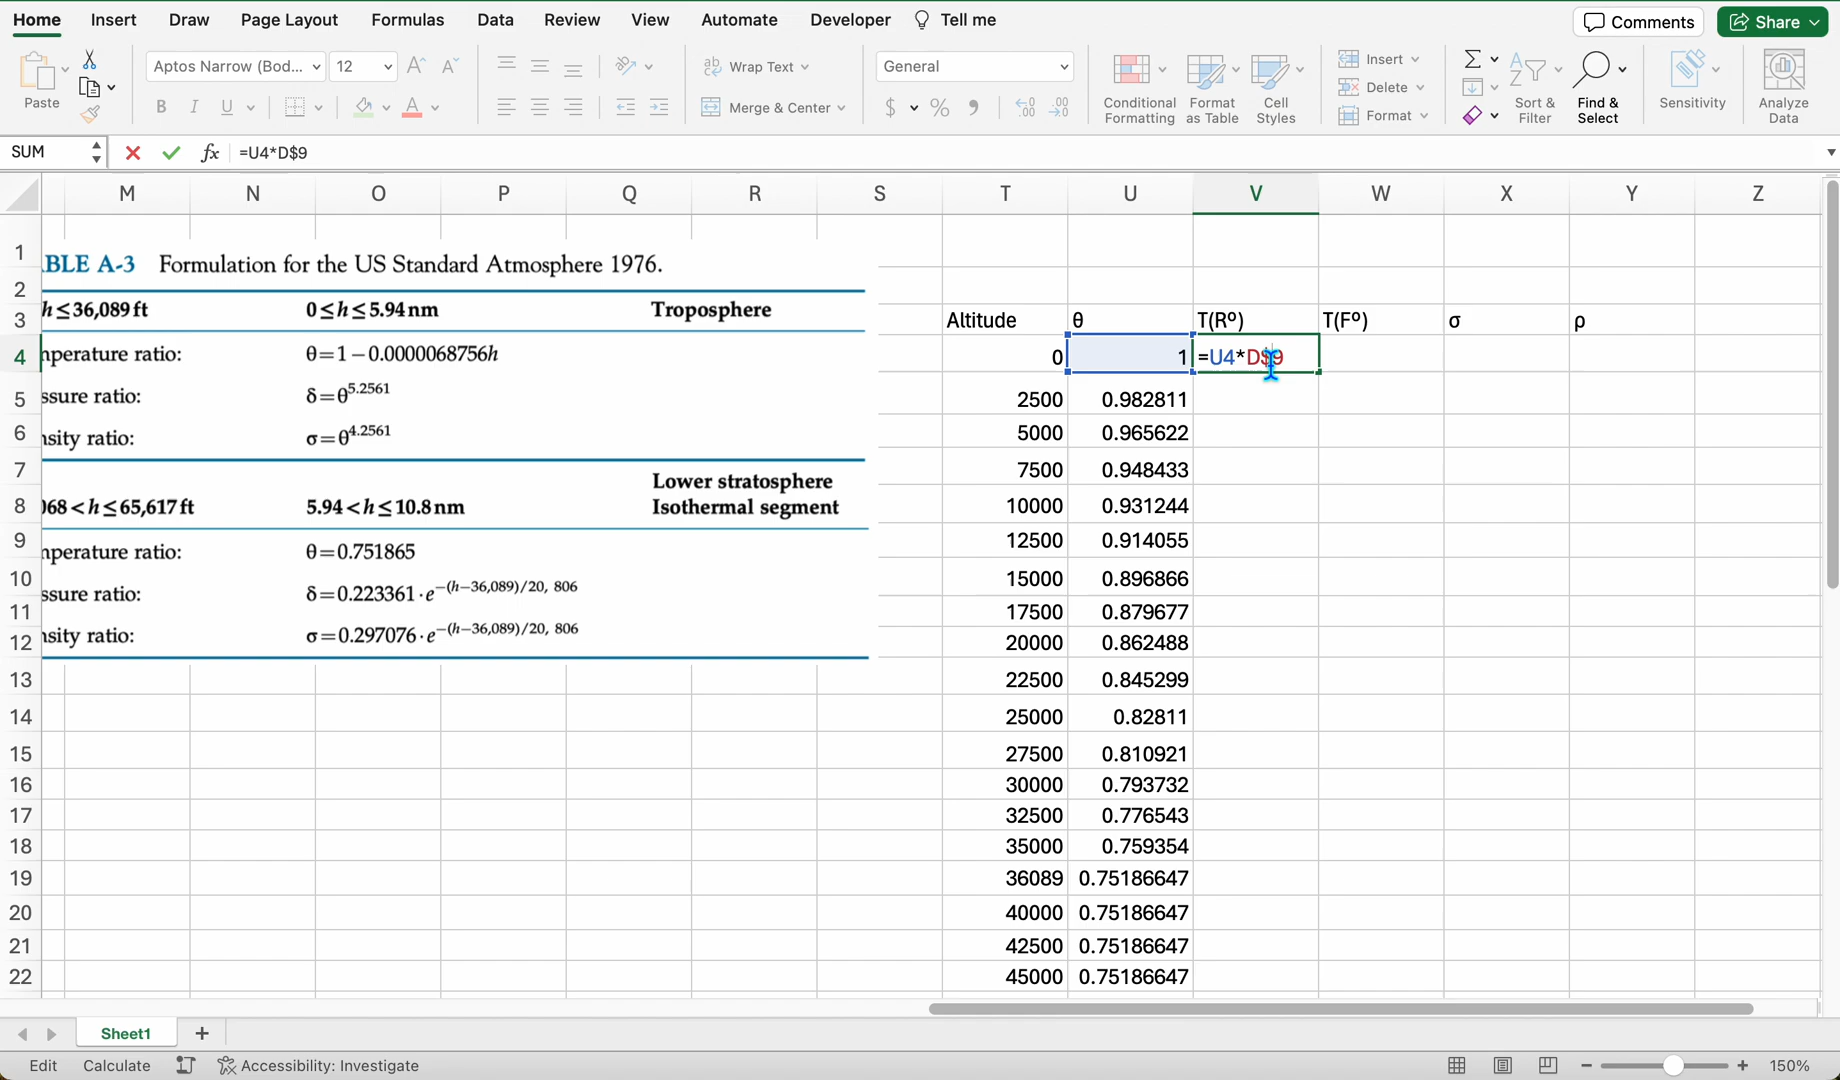 Home Insert Draw Page Layout Formulas Data Review View Automate Developer Tell me Comments Share
Aptos Narrow (Bod... 12 Wrap Text General Insert
Paste Merge & Center Conditional Formatting Format as Table Cell Styles Delete Format Sort & Filter Find & Select Sensitivity Analyze Data
SUM fx =U4*D$9
M N O P Q R S T U V W X Y Z
1 BLE A-3 Formulation for the US Standard Atmosphere 1976.
2
3 h≤36,089 ft 0≤h≤5.94 nm Troposphere Altitude θ T(Rº) T(Fº) σ ρ
4 nperature ratio: θ=1−0.0000068756h 0 1 =U4*D$9
5 ssure ratio: δ=θ^5.2561 2500 0.982811
6 nsity ratio: σ=θ^4.2561 5000 0.965622
7 Lower stratosphere 7500 0.948433
8 068<h≤65,617 ft 5.94<h≤10.8 nm Isothermal segment 10000 0.931244
9 nperature ratio: θ=0.751865 12500 0.914055
10 ssure ratio: δ=0.223361·e^−(h−36,089)/20, 806 15000 0.896866
11 17500 0.879677
12 nsity ratio: σ=0.297076·e^−(h−36,089)/20, 806 20000 0.862488
13 22500 0.845299
14 25000 0.82811
15 27500 0.810921
16 30000 0.793732
17 32500 0.776543
18 35000 0.759354
19 36089 0.75186647
20 40000 0.75186647
21 42500 0.75186647
22 45000 0.75186647
Sheet1 +
Edit Calculate Accessibility: Investigate 150%